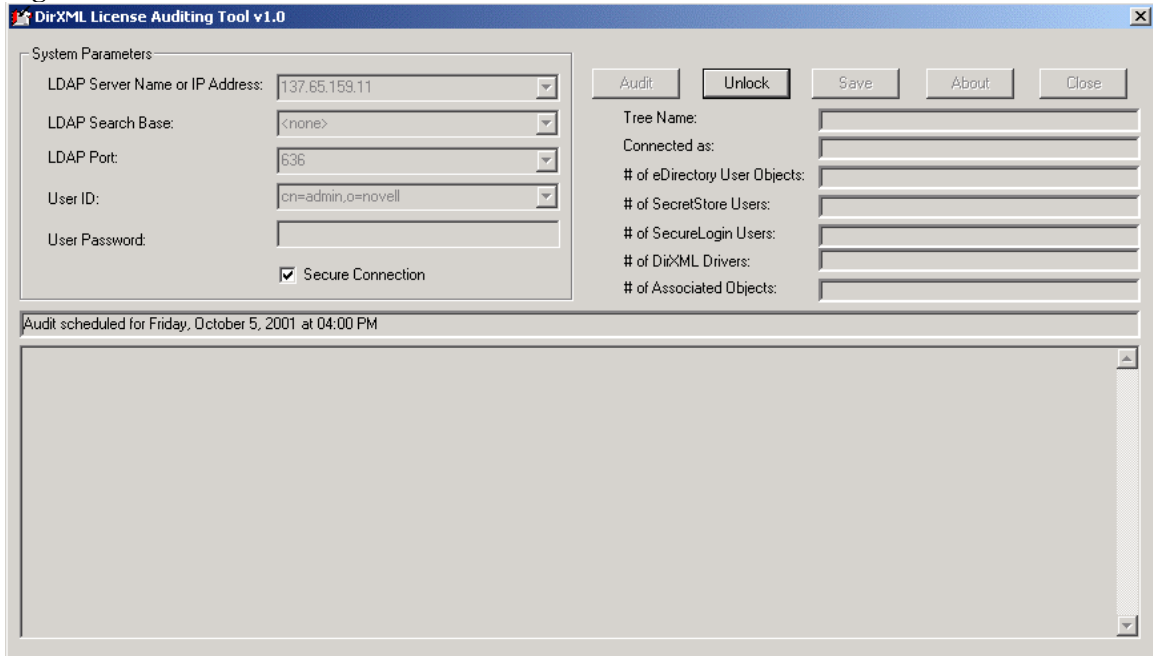 DirXML License Auditing Tool v1.0
System Parameters
LDAP Server Name or IP Address: 137.65.159.11
LDAP Search Base: <none>
LDAP Port: 636
User ID: cn=admin,o=novell
User Password:
Secure Connection
Audit Unlock Save About Close
Tree Name:
Connected as:
# of eDirectory User Objects:
# of SecretStore Users:
# of SecureLogin Users:
# of DirXML Drivers:
# of Associated Objects:
Audit scheduled for Friday, October 5, 2001 at 04:00 PM